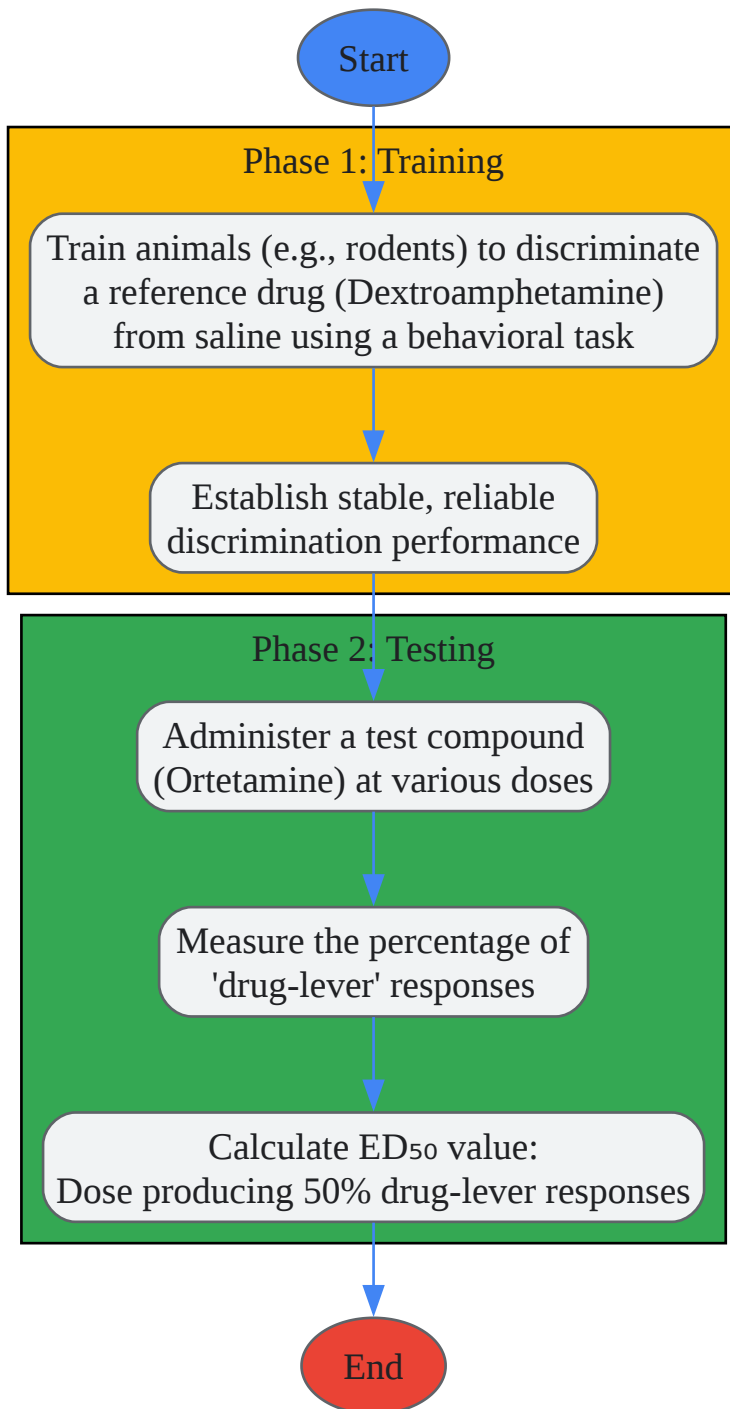 Start
Phase 1: Training
Train animals (e.g., rodents) to discriminate
a reference drug (Dextroamphetamine)
from saline using a behavioral task
Establish stable, reliable
discrimination performance
Phase 2: Testing
Administer a test compound
(Ortetamine) at various doses
Measure the percentage of
'drug-lever' responses
Calculate ED₅₀ value:
Dose producing 50% drug-lever responses
End